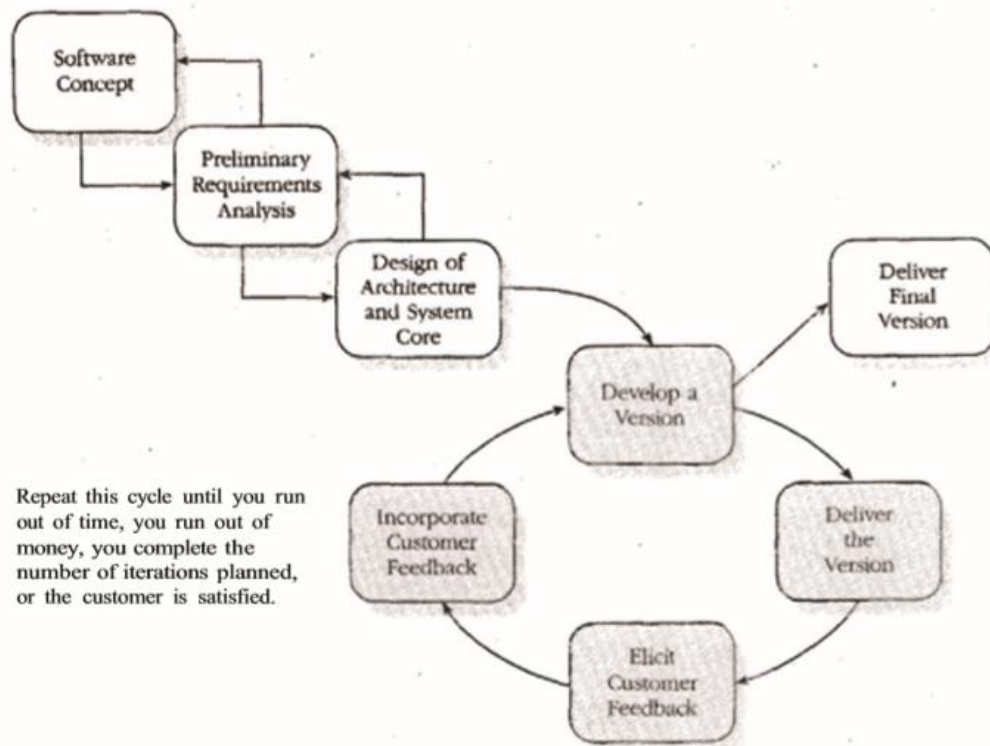 Software
Concept
Preliminary
Requirements
Analysis
Design of
Architecture
and System
Core
Deliver
Final
Version
Develop a
Version
Deliver
the
Version
Elicit
Customer
Feedback
Incorporate
Customer
Feedback
Repeat this cycle until you run
out of time, you run out of
money, you complete the
number of iterations planned,
or the customer is satisfied.